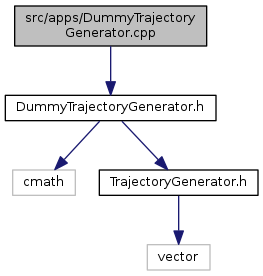 src/apps/DummyTrajectory
Generator.cpp
DummyTrajectoryGenerator.h
cmath
TrajectoryGenerator.h
vector